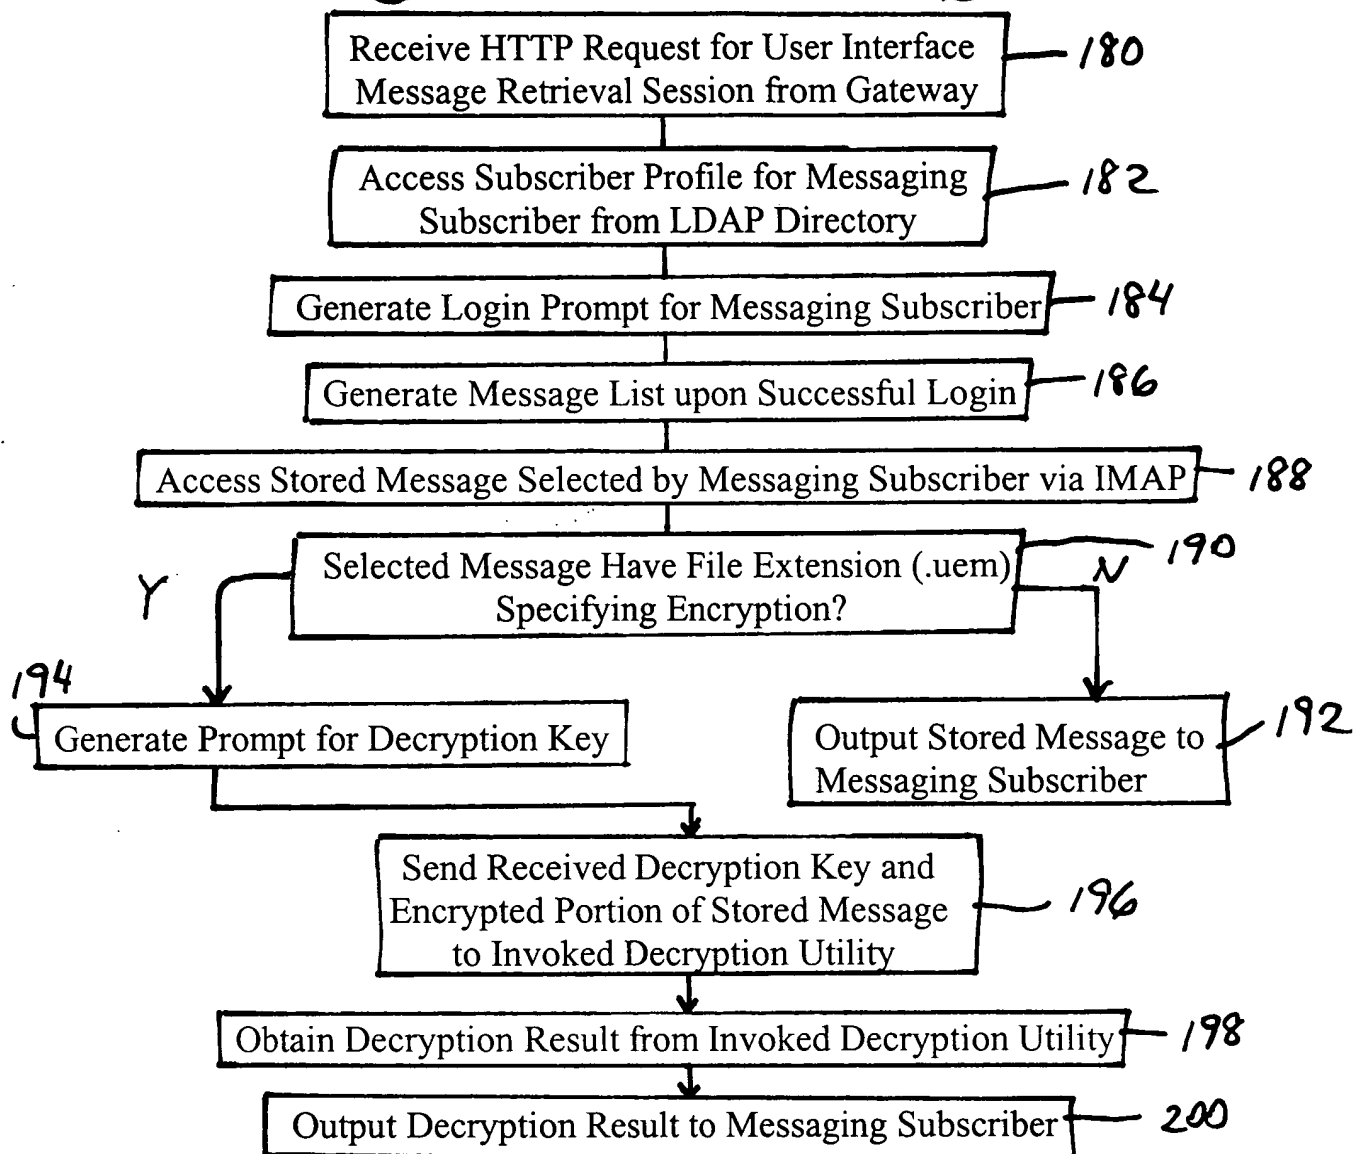 Receive HTTP Request for User Interface
Message Retrieval Session from Gateway
180
Access Subscriber Profile for Messaging
Subscriber from LDAP Directory
182
Generate Login Prompt for Messaging Subscriber
184
Generate Message List upon Successful Login
186
Access Stored Message Selected by Messaging Subscriber via IMAP
188
Selected Message Have File Extension (.uem)
Specifying Encryption?
190
Y
N
194
Generate Prompt for Decryption Key
Output Stored Message to
Messaging Subscriber
192
Send Received Decryption Key and
Encrypted Portion of Stored Message
to Invoked Decryption Utility
196
Obtain Decryption Result from Invoked Decryption Utility
198
Output Decryption Result to Messaging Subscriber
200